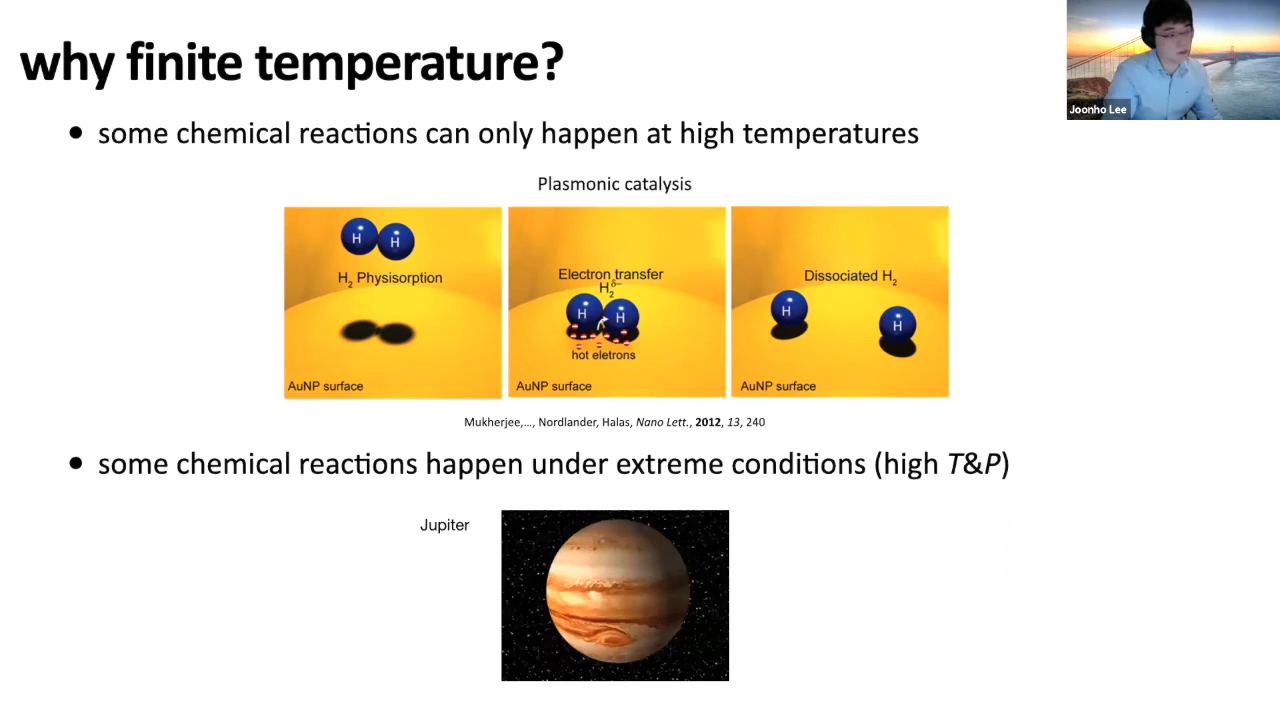 why finite temperature?
Joonho Lee
• some chemical reactions can only happen at high temperatures
Plasmonic catalysis
H H
H₂ Physisorption
AuNP surface
Electron transfer
H₂^δ−
H H
hot eletrons
AuNP surface
Dissociated H₂
H
H
AuNP surface
Mukherjee,..., Nordlander, Halas, Nano Lett., 2012, 13, 240
• some chemical reactions happen under extreme conditions (high T&P)
Jupiter